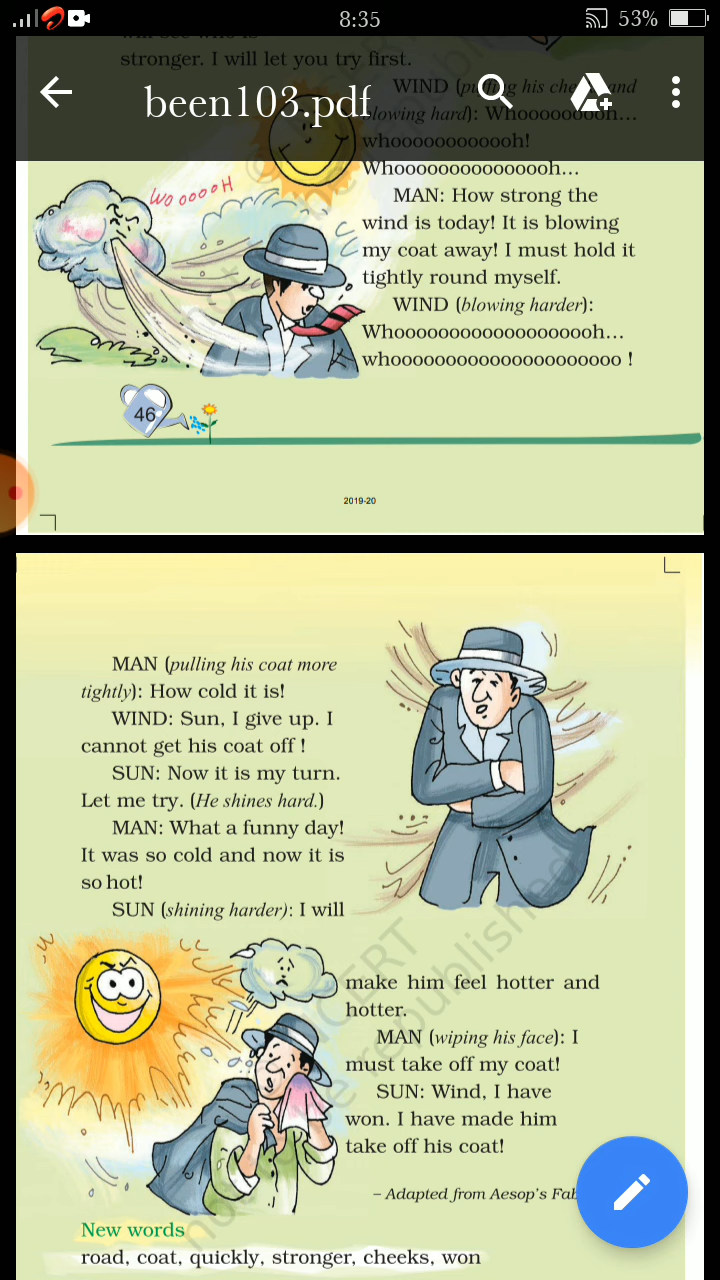 8:35
53%
stronger. I will let you try first.
been103.pdf
WIND (puffing his cheeks and
blowing hard): Whoooooooooh…
whooooooooooooh!
Whooooooooooooooh…
WooooOH
MAN: How strong the
wind is today! It is blowing
my coat away! I must hold it
tightly round myself.
WIND (blowing harder):
Whoooooooooooooooooooh…
whooooooooooooooooooooo !
46
2019-20
MAN (pulling his coat more
tightly): How cold it is!
WIND: Sun, I give up. I
cannot get his coat off !
SUN: Now it is my turn.
Let me try. (He shines hard.)
MAN: What a funny day!
It was so cold and now it is
so hot!
SUN (shining harder): I will
make him feel hotter and
hotter.
MAN (wiping his face): I
must take off my coat!
SUN: Wind, I have
won. I have made him
take off his coat!
– Adapted from Aesop's Fab
New words
road, coat, quickly, stronger, cheeks, won